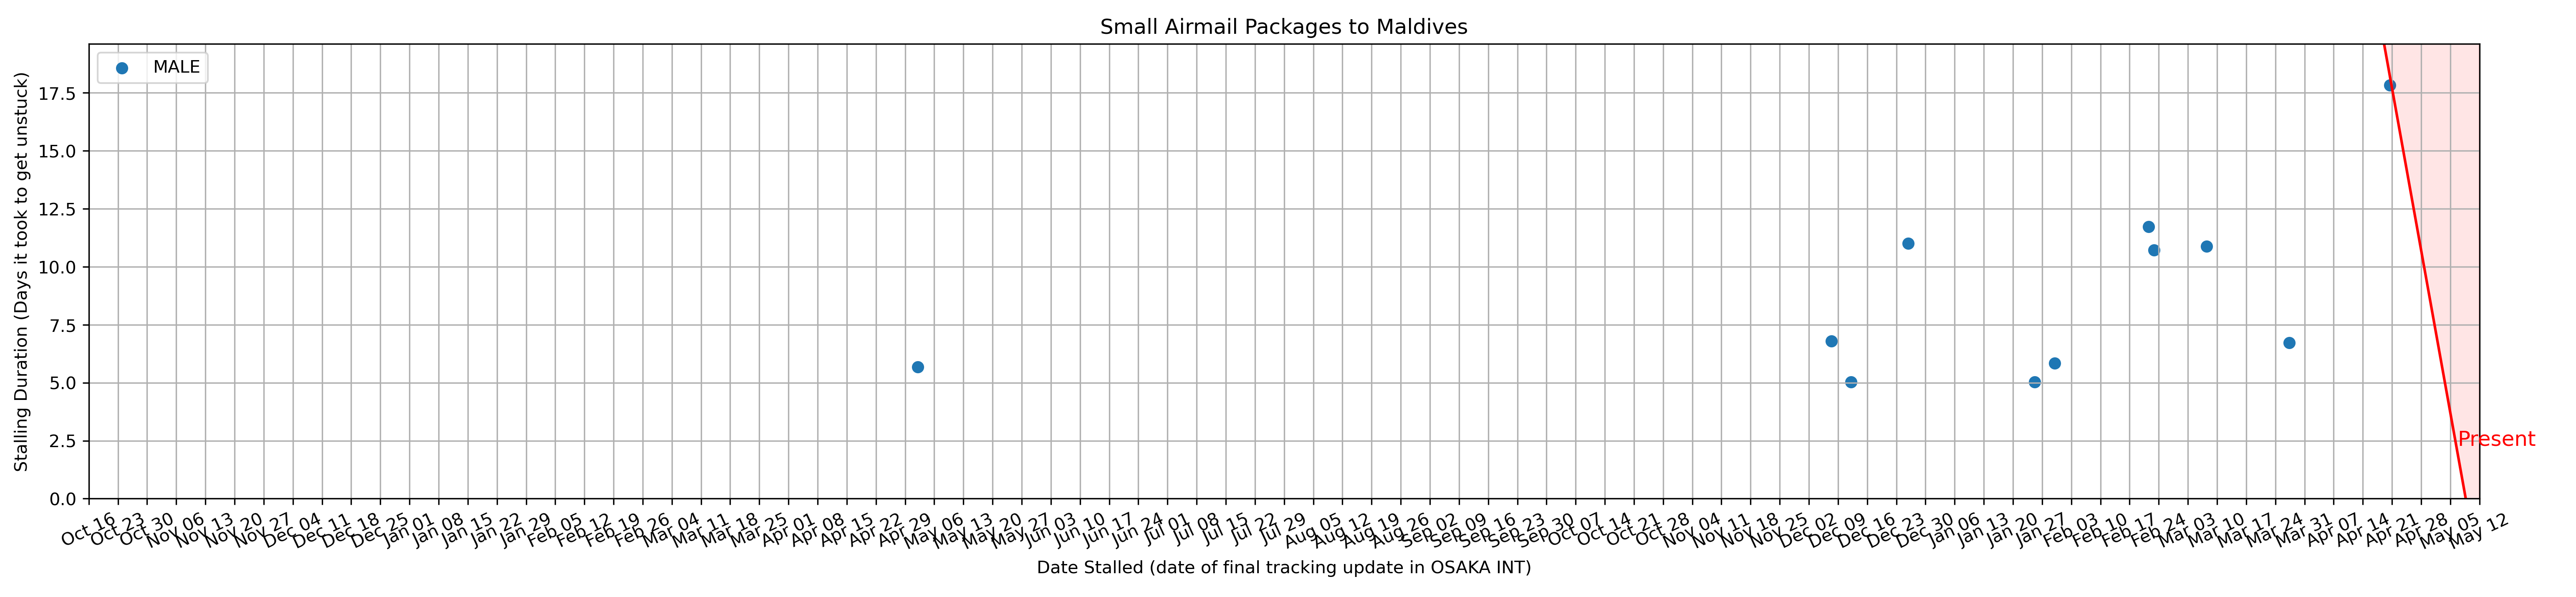 Small Airmail Packages to Maldives
MALE
Stalling Duration (Days it took to get unstuck)
17.5
15.0
12.5
10.0
7.5
5.0
2.5
0.0
Present
Oct 16
Oct 23
Oct 30
Nov 06
Nov 13
Nov 20
Nov 27
Dec 04
Dec 11
Dec 18
Dec 25
Jan 01
Jan 08
Jan 15
Jan 22
Jan 29
Feb 05
Feb 12
Feb 19
Feb 26
Mar 04
Mar 11
Mar 18
Mar 25
Apr 01
Apr 08
Apr 15
Apr 22
Apr 29
May 06
May 13
May 20
May 27
Jun 03
Jun 10
Jun 17
Jun 24
Jul 01
Jul 08
Jul 15
Jul 22
Jul 29
Aug 05
Aug 12
Aug 19
Aug 26
Sep 02
Sep 09
Sep 16
Sep 23
Sep 30
Oct 07
Oct 14
Oct 21
Oct 28
Nov 04
Nov 11
Nov 18
Nov 25
Dec 02
Dec 09
Dec 16
Dec 23
Dec 30
Jan 06
Jan 13
Jan 20
Jan 27
Feb 03
Feb 10
Feb 17
Feb 24
Mar 03
Mar 10
Mar 17
Mar 24
Mar 31
Apr 07
Apr 14
Apr 21
Apr 28
May 05
May 12
Date Stalled (date of final tracking update in OSAKA INT)